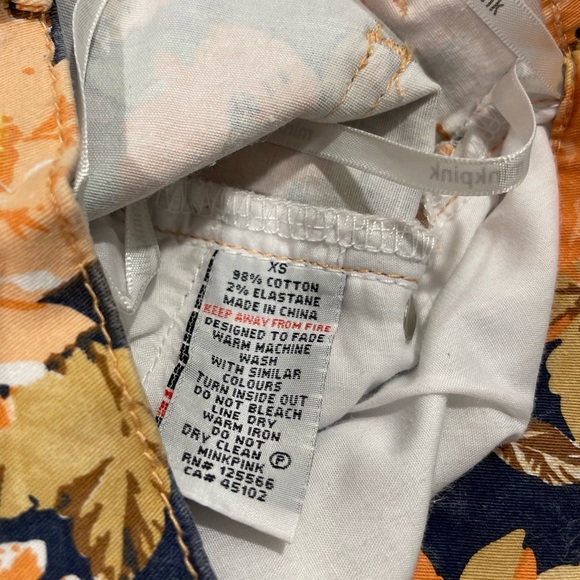 nk
minkpink
XS
98% COTTON
2% ELASTANE
MADE IN CHINA
KEEP AWAY FROM FIRE
DESIGNED TO FADE
WARM MACHINE
WASH
WITH SIMILAR
COLOURS
TURN INSIDE OUT
DO NOT BLEACH
LINE DRY
WARM IRON
DO NOT
DRY CLEAN Ⓟ
MINKPINK
RN# 125566
CA# 45102